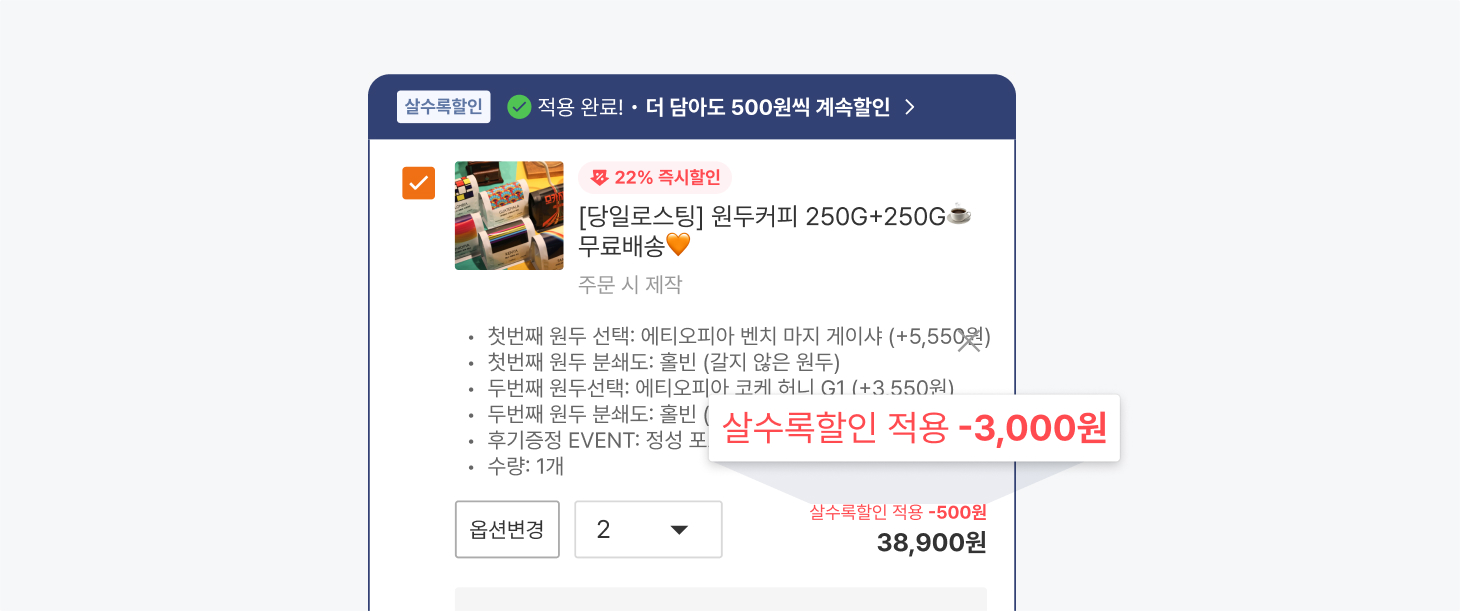 살수록할인 적용 완료! • 더 담아도 500원씩 계속할인 >
22% 즉시할인
[당일로스팅] 원두커피 250G+250G☕
무료배송🧡
주문 시 제작
• 첫번째 원두 선택: 에티오피아 벤치 마지 게이샤 (+5,550원)
• 첫번째 원두 분쇄도: 홀빈 (갈지 않은 원두)
• 두번째 원두선택: 에티오피아 코케 허니 G1 (+3,550원)
• 두번째 원두 분쇄도: 홀빈 (
살수록할인 적용 -3,000원
• 후기증정 EVENT: 정성 포
• 수량: 1개
옵션변경
2
살수록할인 적용 -500원
38,900원